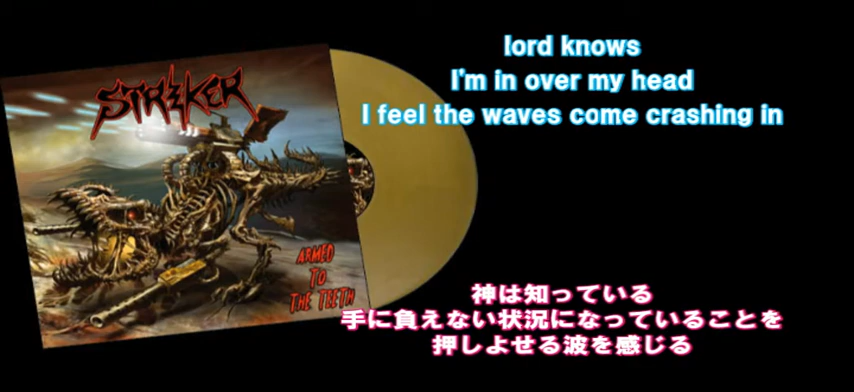 STRIKER
ARMED
TO
THE TEETH
lord knows
I'm in over my head
I feel the waves come crashing in
神は知っている
手に負えない状況になっていることを
押しよせる波を感じる